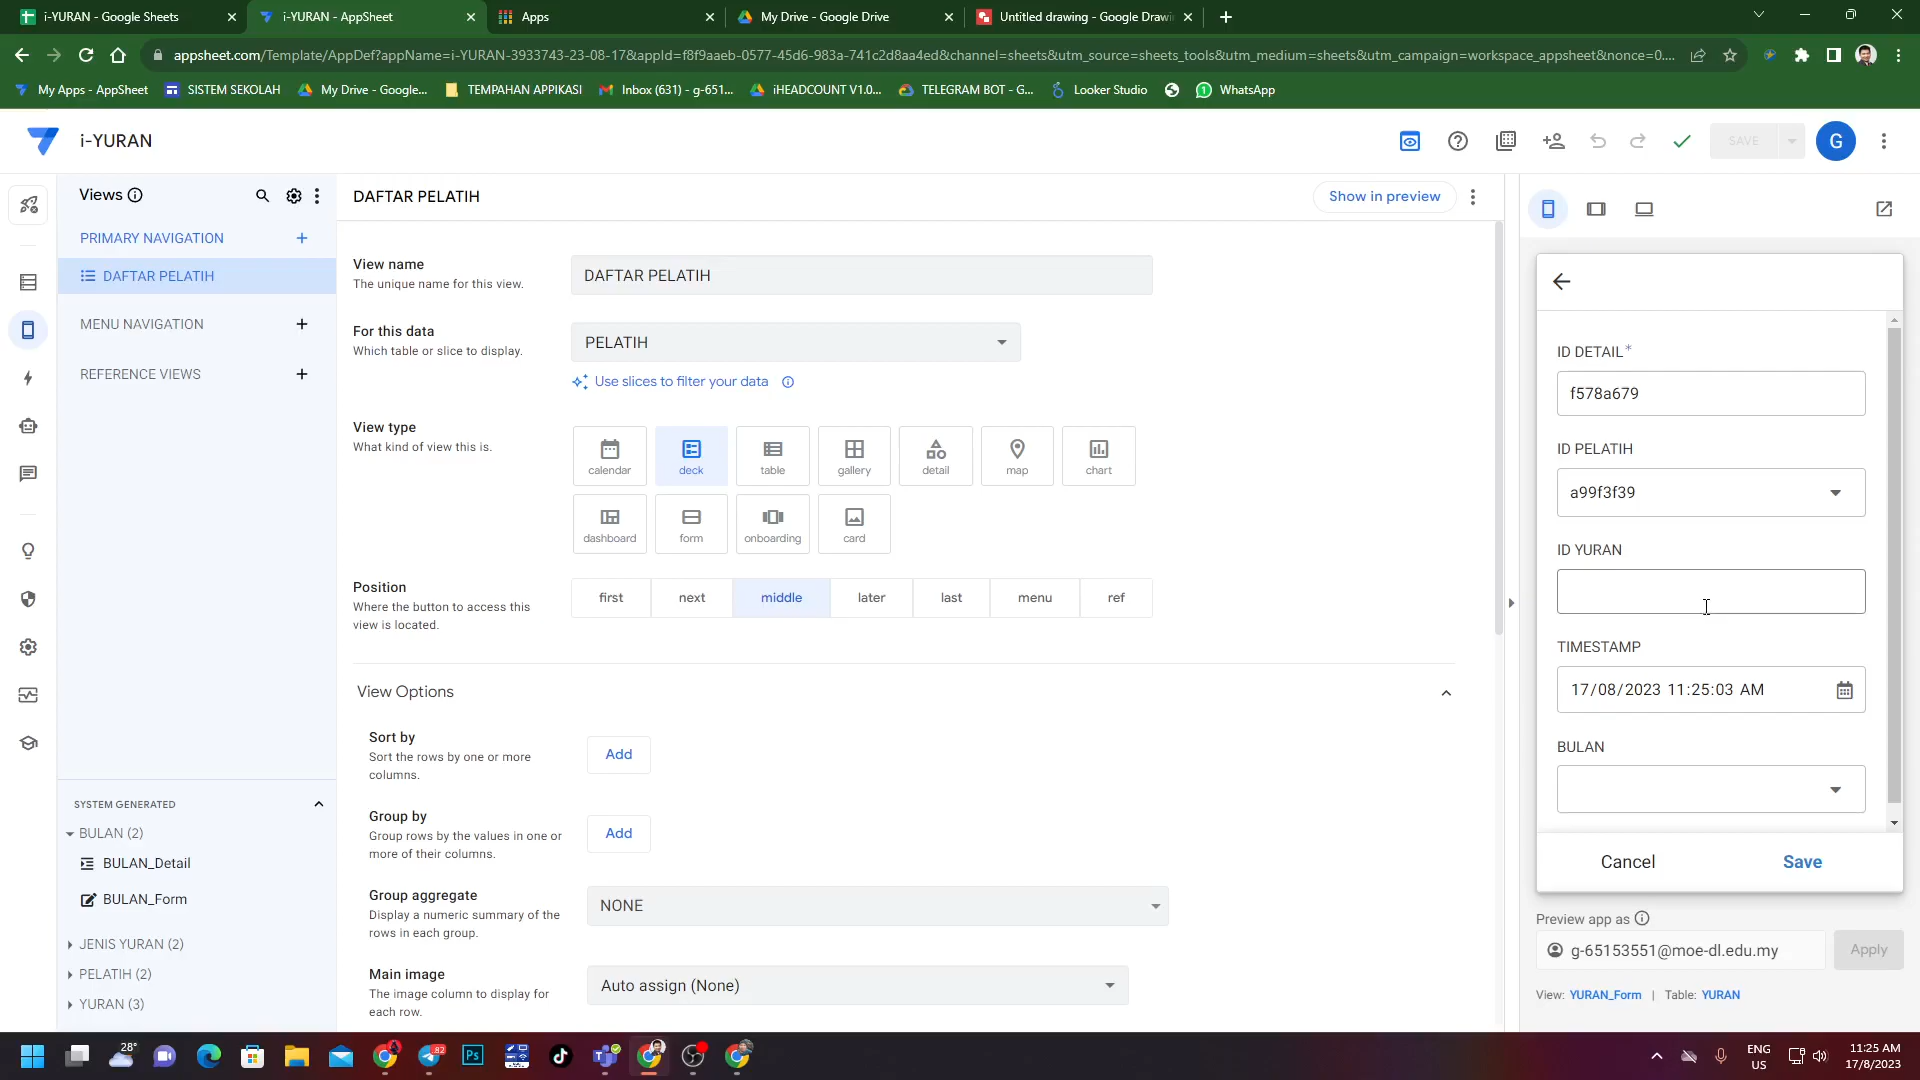 i-YURAN - Google Sheets
i-YURAN - AppSheet
Apps
My Drive - Google Drive
Untitled drawing - Google Drawi
appsheet.com/Template/AppDef?appName=i-YURAN-3933743-23-08-17&appId=f8f9aaeb-0577-45d6-983a-741c2d8aa4ed&channel=sheets&utm_source=sheets_tools&utm_medium=sheets&utm_campaign=workspace_appsheet&nonce=0....
My Apps - AppSheet
SISTEM SEKOLAH
My Drive - Google...
TEMPAHAN APPIKASI
Inbox (631) - g-651...
iHEADCOUNT V1.0...
TELEGRAM BOT - G...
Looker Studio
WhatsApp
i-YURAN
SAVE
G
Views
PRIMARY NAVIGATION
DAFTAR PELATIH
MENU NAVIGATION
REFERENCE VIEWS
SYSTEM GENERATED
BULAN (2)
BULAN_Detail
BULAN_Form
JENIS YURAN (2)
PELATIH (2)
YURAN (3)
DAFTAR PELATIH
Show in preview
View name
The unique name for this view.
DAFTAR PELATIH
For this data
Which table or slice to display.
PELATIH
Use slices to filter your data
View type
What kind of view this is.
calendar
deck
table
gallery
detail
map
chart
dashboard
form
onboarding
card
Position
Where the button to access this
view is located.
first
next
middle
later
last
menu
ref
View Options
Sort by
Sort the rows by one or more
columns.
Add
Group by
Group rows by the values in one or
more of their columns.
Add
Group aggregate
Display a numeric summary of the
rows in each group.
NONE
Main image
The image column to display for
each row.
Auto assign (None)
ID DETAIL*
f578a679
ID PELATIH
a99f3f39
ID YURAN
TIMESTAMP
17/08/2023 11:25:03 AM
BULAN
Cancel
Save
Preview app as
g-65153551@moe-dl.edu.my
Apply
View: YURAN_Form | Table: YURAN
28°
82
ENG
US
11:25 AM
17/8/2023